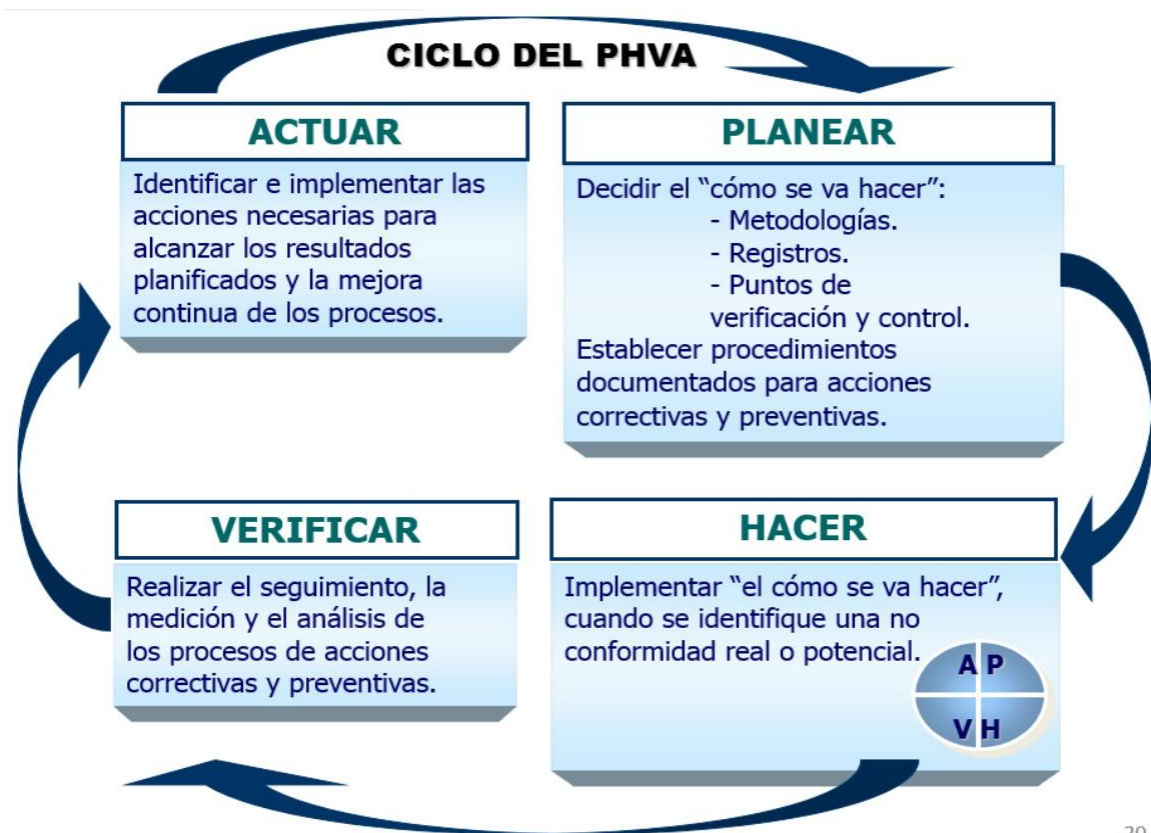 CICLO DEL PHVA
ACTUAR
Identificar e implementar las
acciones necesarias para
alcanzar los resultados
planificados y la mejora
continua de los procesos.
PLANEAR
Decidir el “cómo se va hacer”:
- Metodologías.
- Registros.
- Puntos de
verificación y control.
Establecer procedimientos
documentados para acciones
correctivas y preventivas.
VERIFICAR
Realizar el seguimiento, la
medición y el análisis de
los procesos de acciones
correctivas y preventivas.
HACER
Implementar “el cómo se va hacer”,
cuando se identifique una no
conformidad real o potencial.
A P
V H